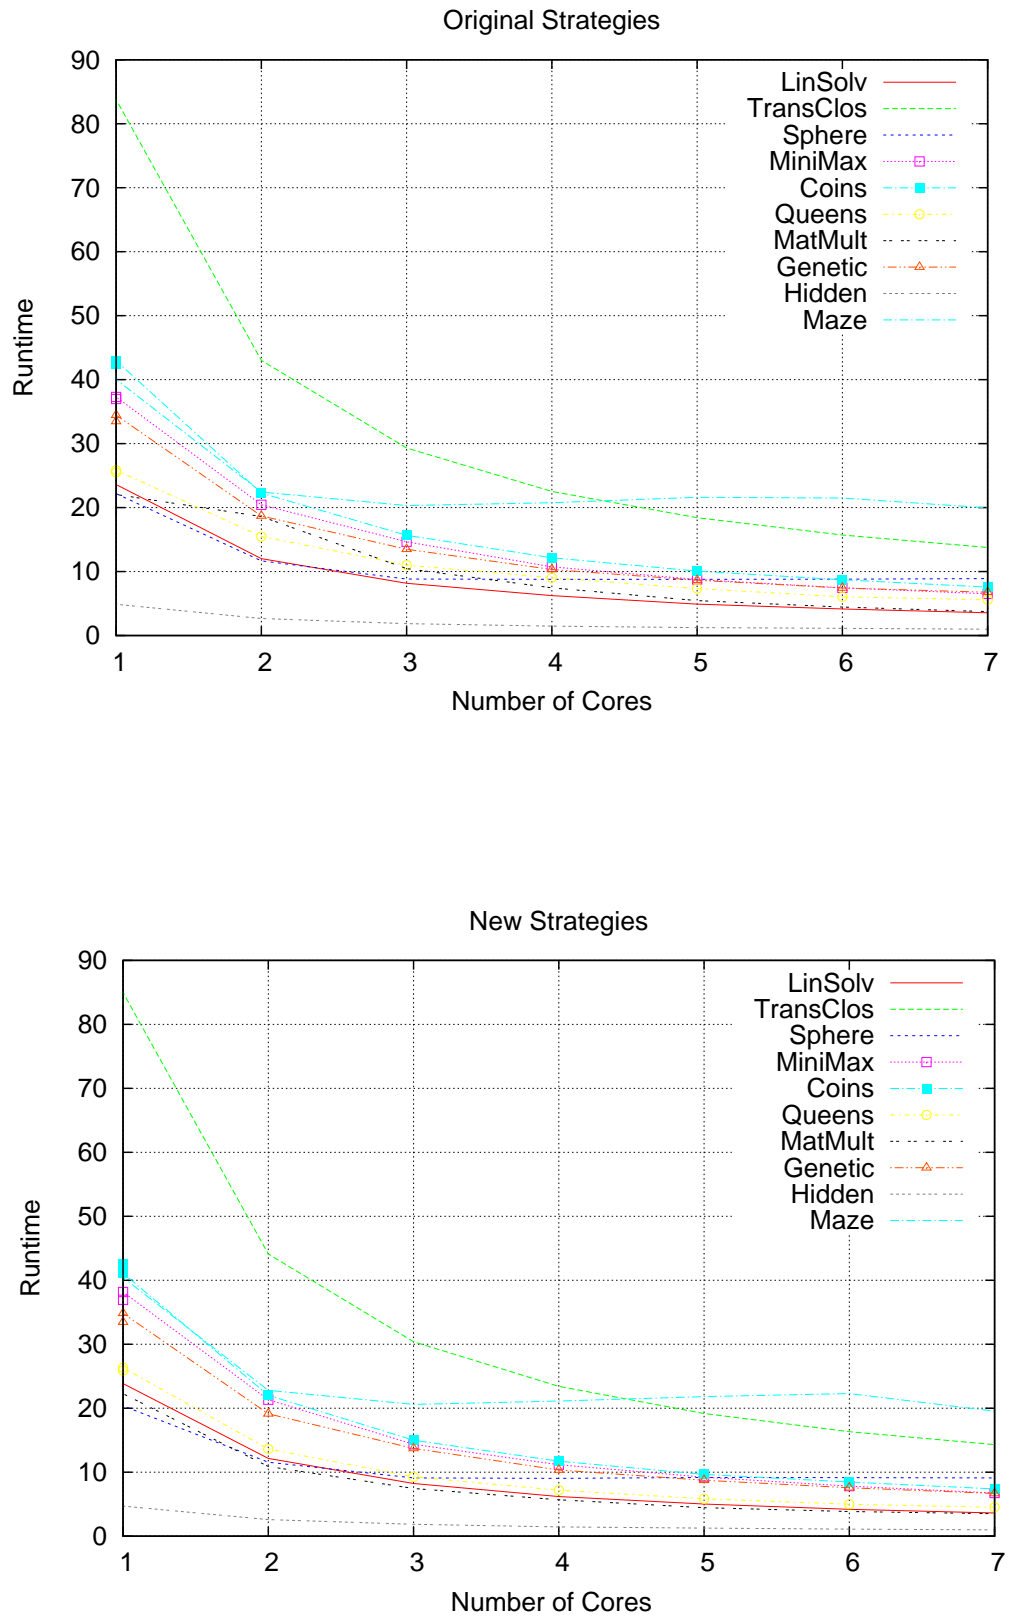 Original Strategies
90
80
70
60
50
40
30
20
10
0
Runtime
LinSolv
TransClos
Sphere
MiniMax
Coins
Queens
MatMult
Genetic
Hidden
Maze
1 2 3 4 5 6 7
Number of Cores
New Strategies
90
80
70
60
50
40
30
20
10
0
Runtime
LinSolv
TransClos
Sphere
MiniMax
Coins
Queens
MatMult
Genetic
Hidden
Maze
1 2 3 4 5 6 7
Number of Cores